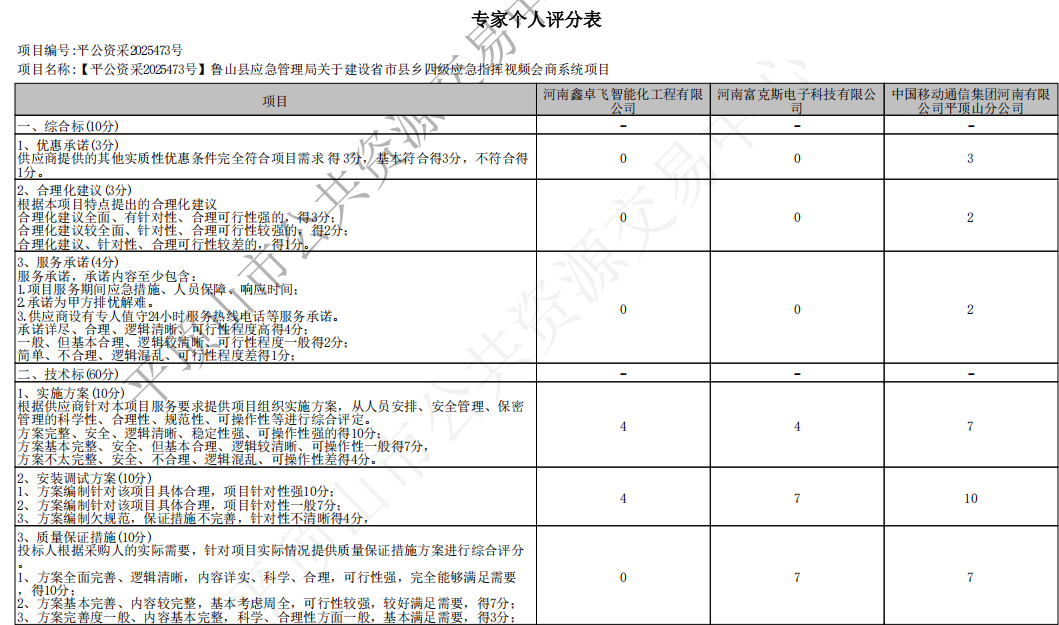 专家个人评分表
项目编号:平公资采2025473号
项目名称:【平公资采2025473号】鲁山县应急管理局关于建设省市县乡四级应急指挥视频会商系统项目
项目 河南鑫卓飞智能化工程有限公司 河南富克斯电子科技有限公司 中国移动通信集团河南有限公司平顶山分公司
一、综合标(10分) - - -
1、优惠承诺(3分)
供应商提供的其他实质性优惠条件完全符合项目需求 得 3分，基本符合得3分，不符合得
1分。
0 0 3
2、合理化建议(3分)
根据本项目特点提出的合理化建议
合理化建议全面、有针对性、合理可行性强的，得3分；
合理化建议较全面、针对性、合理可行性较强的，得2分；
合理化建议、针对性、合理可行性较差的，得1分。
0 0 2
3、服务承诺(4分)
服务承诺，承诺内容至少包含：
1.项目服务期间应急措施、人员保障、响应时间；
2.承诺为甲方排忧解难。
3.供应商设有专人值守24小时服务热线电话等服务承诺。
承诺详尽、合理、逻辑清晰、可行性程度高得4分；
一般、但基本合理、逻辑较清晰、可行性程度一般得2分；
简单、不合理、逻辑混乱、可行性程度差得1分；
0 0 2
二、技术标(60分) - - -
1、实施方案(10分)
根据供应商针对本项目服务要求提供项目组织实施方案，从人员安排、安全管理、保密
管理的科学性、合理性、规范性、可操作性等进行综合评定。
方案完整、安全、逻辑清晰、稳定性强、可操作性强的得10分；
方案基本完整、安全、但基本合理、逻辑较清晰、可操作性一般得7分，
方案不太完整、安全、不合理、逻辑混乱、可操作性差得4分。
4 4 7
2、安装调试方案(10分)
1、方案编制针对该项目具体合理，项目针对性强10分；
2、方案编制针对该项目具体合理，项目针对性一般7分；
3、方案编制欠规范，保证措施不完善，针对性不清晰得4分，
4 7 10
3、质量保证措施(10分)
投标人根据采购人的实际需要，针对项目实际情况提供质量保证措施方案进行综合评分
。
1、方案全面完善、逻辑清晰，内容详实、科学、合理，可行性强，完全能够满足需要
，得10分；
2、方案基本完善、内容较完整，基本考虑周全，可行性较强，较好满足需要，得7分；
3、方案完善度一般、内容基本完整，科学、合理性方面一般，基本满足需要，得3分；
0 7 7
平顶山市公共资源交易中心
平顶山市公共资源交易中心